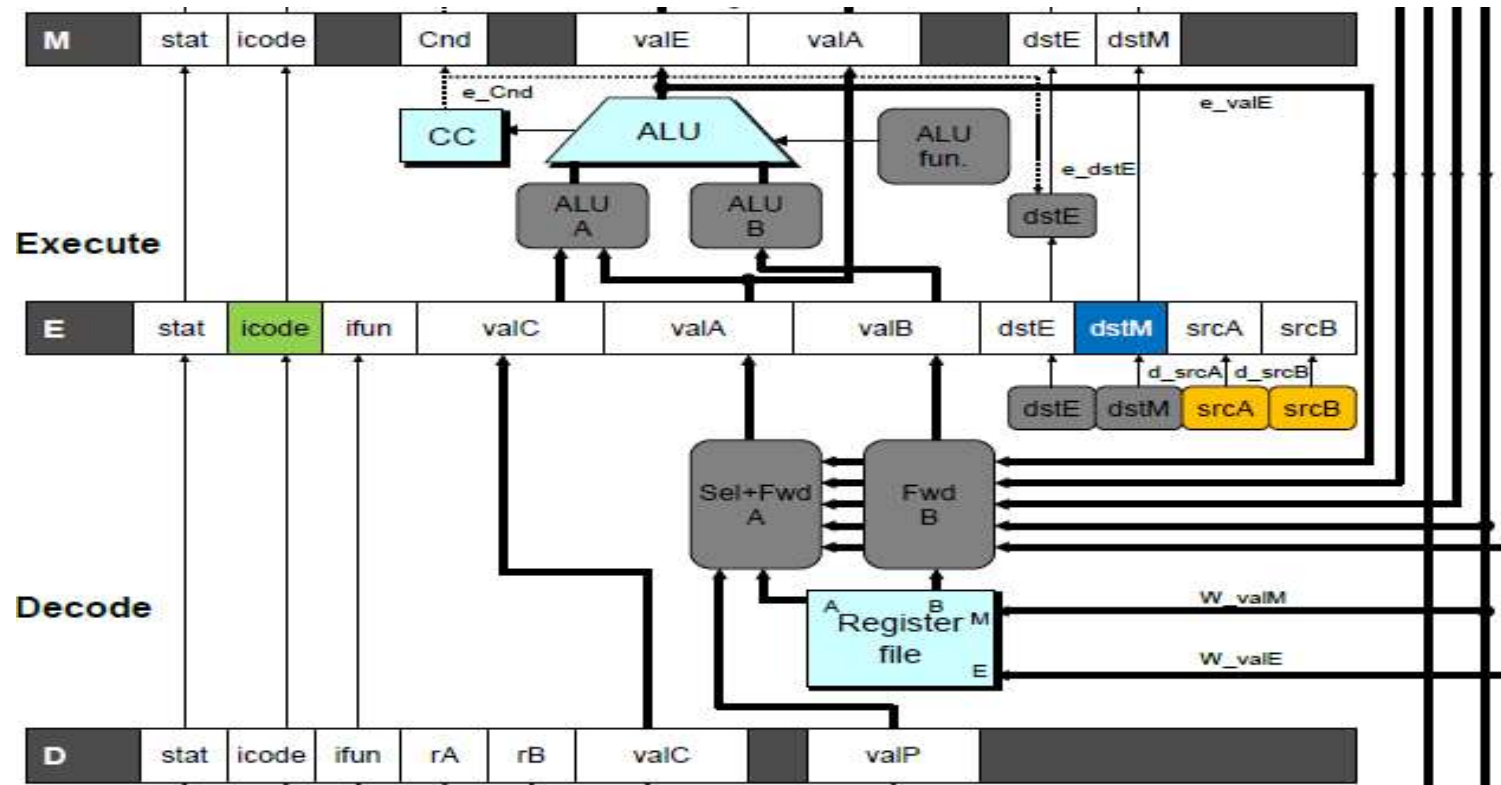 M stat icode Cnd valE valA dstE dstM
e_Cnd
e_valE
CC
ALU
ALU
fun.
e_dstE
ALU
A
ALU
B
dstE
Execute
E stat icode ifun valC valA valB dstE dstM srcA srcB
d_srcA d_srcB
dstE dstM srcA srcB
Sel+Fwd
A
Fwd
B
Decode
W_valM
A B M
Register
file
E
W_valE
D stat icode ifun rA rB valC valP